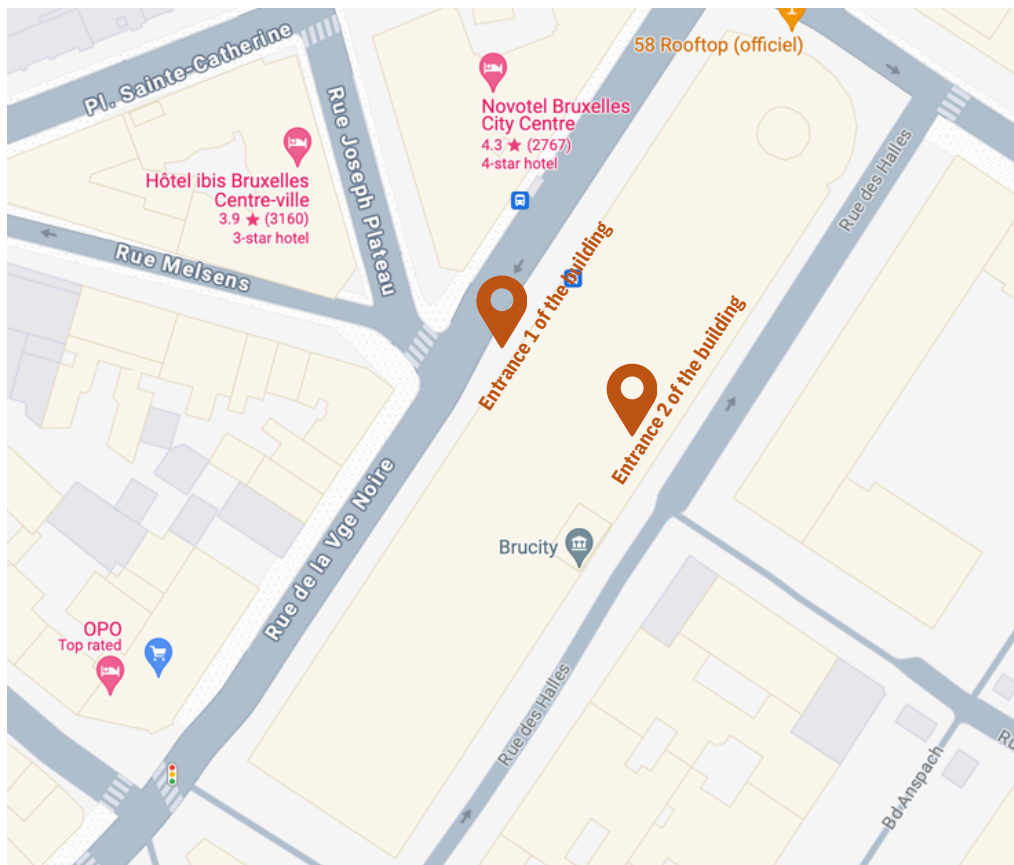 58 Rooftop (officiel)
Pl. Sainte-Catherine
Rue Joseph Plateau
Novotel Bruxelles
City Centre
4.3 ★ (2767)
4-star hotel
Hôtel ibis Bruxelles
Centre-ville
3.9 ★ (3160)
3-star hotel
Rue des Halles
Rue Melsens
Entrance 1 of the building
Entrance 2 of the building
Rue de la Vge Noire
Brucity
OPO
Top rated
Rue des Halles
Bd Anspach